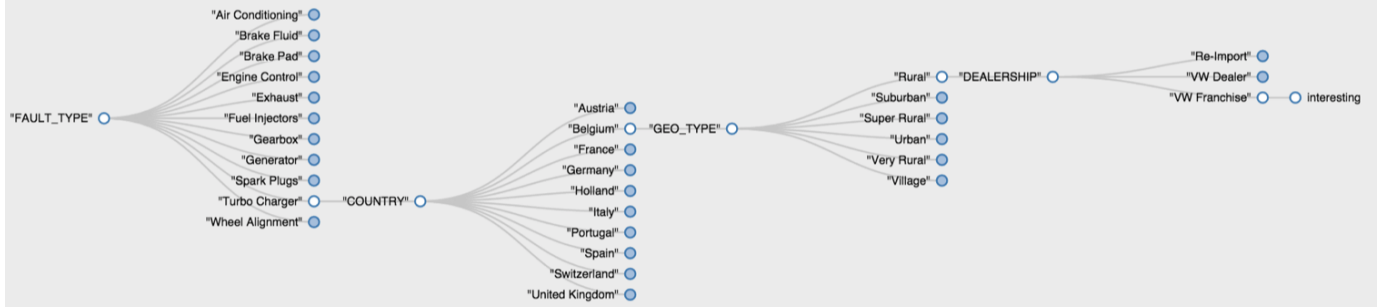 "FAULT_TYPE"
"Air Conditioning"
"Brake Fluid"
"Brake Pad"
"Engine Control"
"Exhaust"
"Fuel Injectors"
"Gearbox"
"Generator"
"Spark Plugs"
"Turbo Charger"
"Wheel Alignment"
"COUNTRY"
"Austria"
"Belgium"
"France"
"Germany"
"Holland"
"Italy"
"Portugal"
"Spain"
"Switzerland"
"United Kingdom"
"GEO_TYPE"
"Rural"
"Suburban"
"Super Rural"
"Urban"
"Very Rural"
"Village"
"DEALERSHIP"
"Re-Import"
"VW Dealer"
"VW Franchise"
interesting